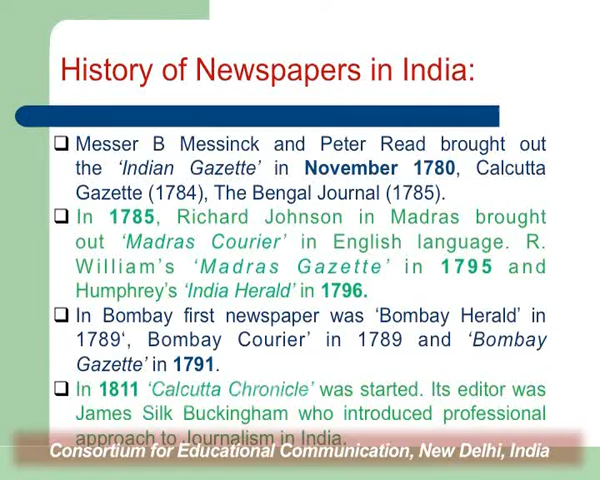 History of Newspapers in India:
❑ Messer B Messinck and Peter Read brought out
the ‘Indian Gazette’ in November 1780, Calcutta
Gazette (1784), The Bengal Journal (1785).
❑ In 1785, Richard Johnson in Madras brought
out ‘Madras Courier’ in English language. R.
William’s ‘Madras Gazette’ in 1795 and
Humphrey’s ‘India Herald’ in 1796.
❑ In Bombay first newspaper was ‘Bombay Herald’ in
1789‘, Bombay Courier’ in 1789 and ‘Bombay
Gazette’ in 1791.
❑ In 1811 ‘Calcutta Chronicle’ was started. Its editor was
James Silk Buckingham who introduced professional
approach to Journalism in India.
Consortium for Educational Communication, New Delhi, India